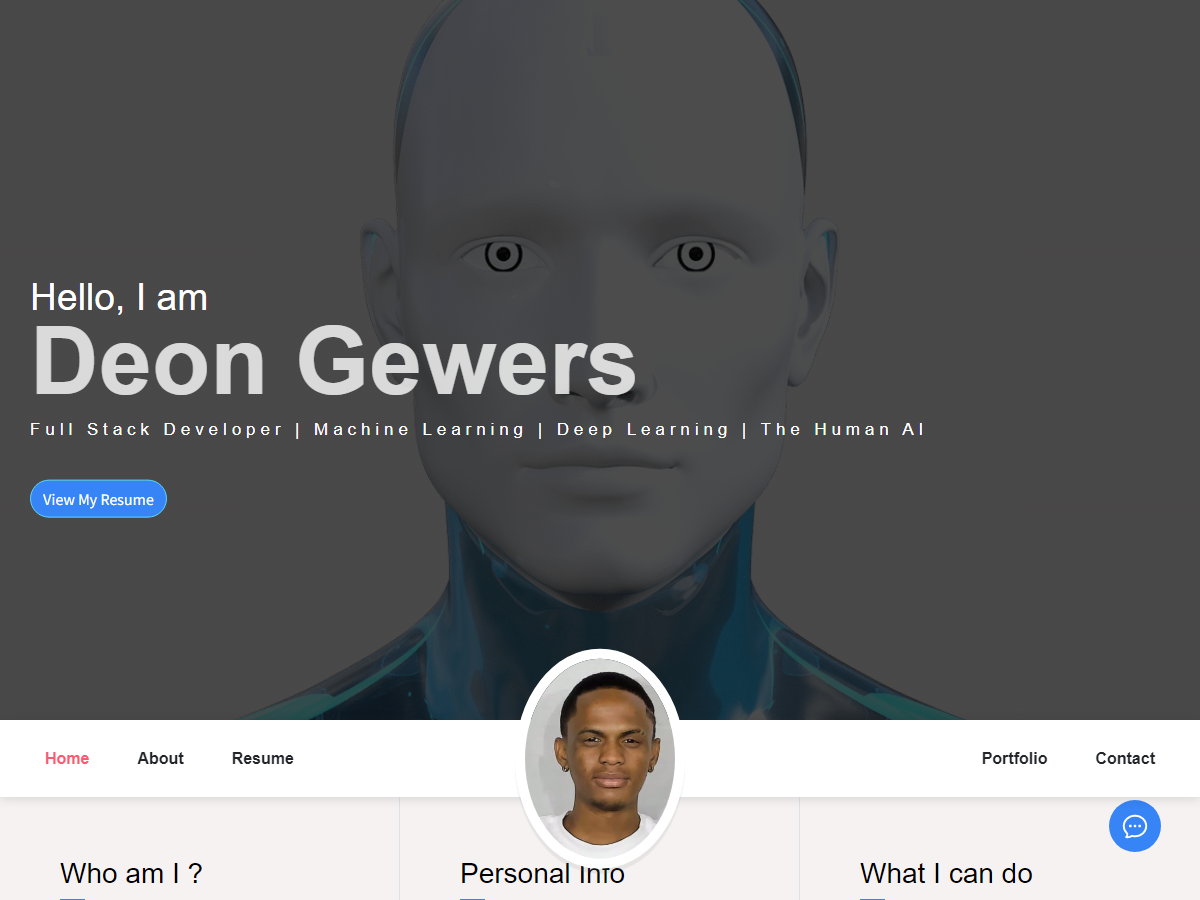 Hello, I am
Deon Gewers
Full Stack Developer | Machine Learning | Deep Learning | The Human AI
View My Resume
Home About Resume Portfolio Contact
Who am I ? Personal Info What I can do